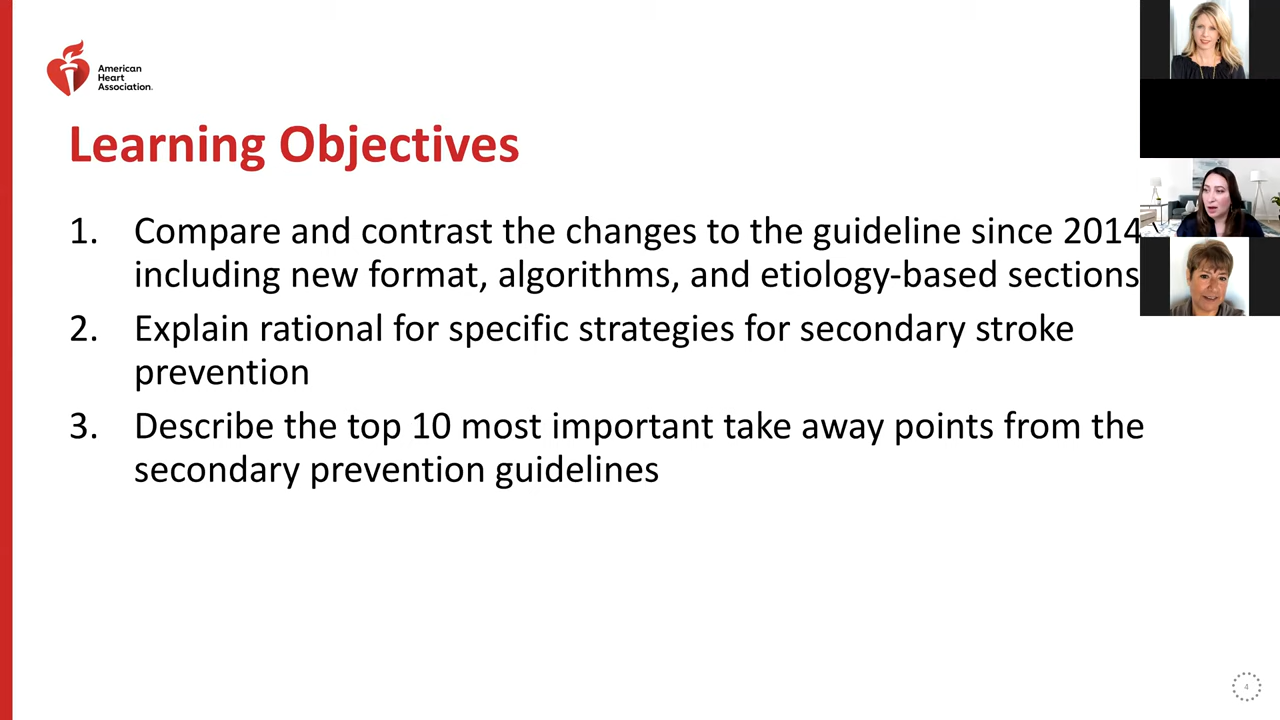 American
Heart
Association.
Learning Objectives
1. Compare and contrast the changes to the guideline since 2014
including new format, algorithms, and etiology-based sections
2. Explain rational for specific strategies for secondary stroke
prevention
3. Describe the top 10 most important take away points from the
secondary prevention guidelines
4